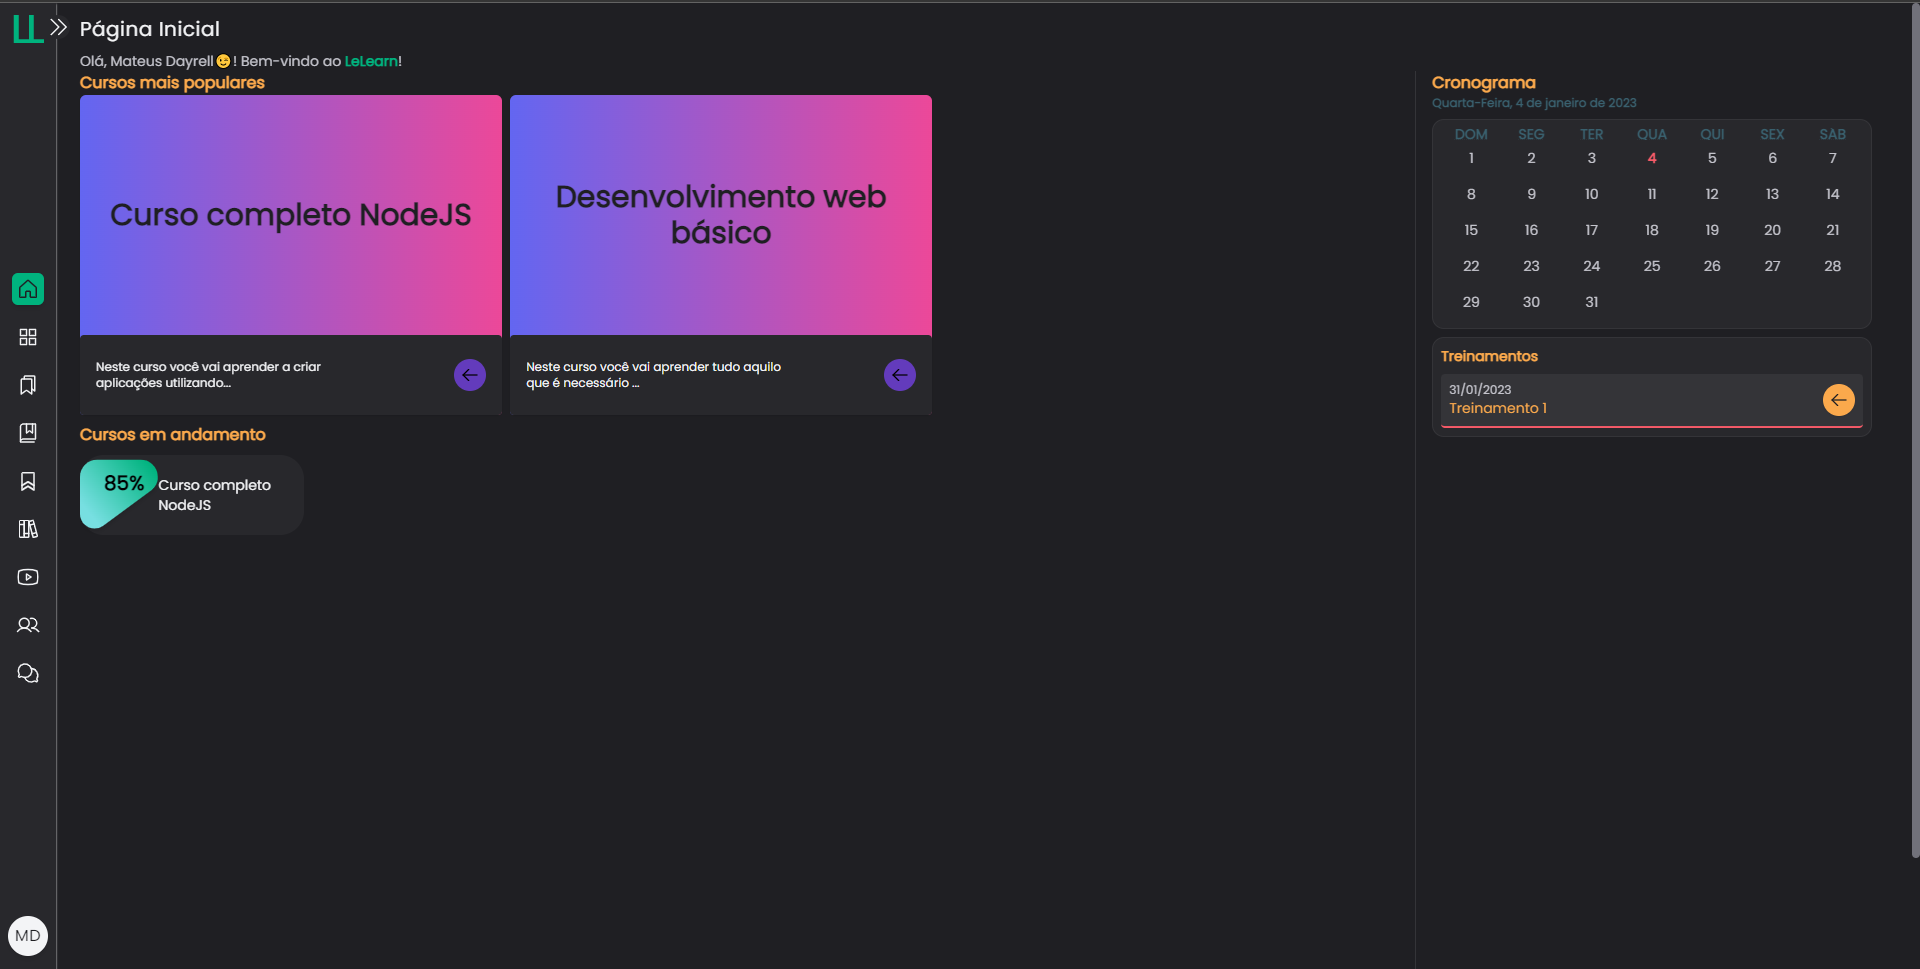 LL
Página Inicial
Olá, Mateus Dayrell😉! Bem-vindo ao LeLearn!
Cursos mais populares
Curso completo NodeJS
Neste curso você vai aprender a criar
aplicações utilizando...
Desenvolvimento web
básico
Neste curso você vai aprender tudo aquilo
que é necessário ...
Cursos em andamento
85%
Curso completo
NodeJS
Cronograma
Quarta-Feira, 4 de janeiro de 2023
DOM SEG TER QUA QUI SEX SÁB
1 2 3 4 5 6 7
8 9 10 11 12 13 14
15 16 17 18 19 20 21
22 23 24 25 26 27 28
29 30 31
Treinamentos
31/01/2023
Treinamento 1
MD